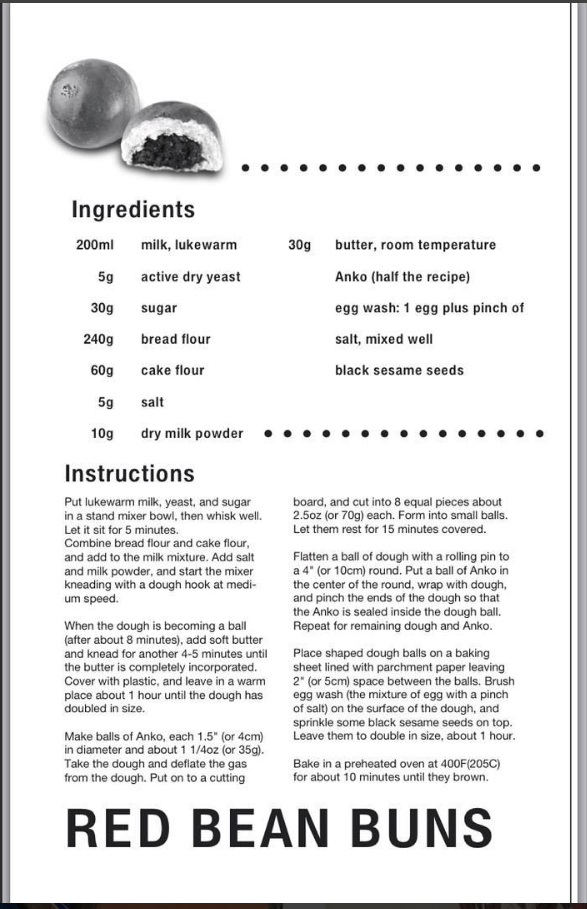 Ingredients
200ml milk, lukewarm
5g active dry yeast
30g sugar
240g bread flour
60g cake flour
5g salt
10g dry milk powder
30g butter, room temperature
Anko (half the recipe)
egg wash: 1 egg plus pinch of
salt, mixed well
black sesame seeds
Instructions
Put lukewarm milk, yeast, and sugar
in a stand mixer bowl, then whisk well.
Let it sit for 5 minutes.
Combine bread flour and cake flour,
and add to the milk mixture. Add salt
and milk powder, and start the mixer
kneading with a dough hook at medi-
um speed.
When the dough is becoming a ball
(after about 8 minutes), add soft butter
and knead for another 4-5 minutes until
the butter is completely incorporated.
Cover with plastic, and leave in a warm
place about 1 hour until the dough has
doubled in size.
Make balls of Anko, each 1.5" (or 4cm)
in diameter and about 1 1/4oz (or 35g).
Take the dough and deflate the gas
from the dough. Put on to a cutting
board, and cut into 8 equal pieces about
2.5oz (or 70g) each. Form into small balls.
Let them rest for 15 minutes covered.
Flatten a ball of dough with a rolling pin to
a 4" (or 10cm) round. Put a ball of Anko in
the center of the round, wrap with dough,
and pinch the ends of the dough so that
the Anko is sealed inside the dough ball.
Repeat for remaining dough and Anko.
Place shaped dough balls on a baking
sheet lined with parchment paper leaving
2" (or 5cm) space between the balls. Brush
egg wash (the mixture of egg with a pinch
of salt) on the surface of the dough, and
sprinkle some black sesame seeds on top.
Leave them to double in size, about 1 hour.
Bake in a preheated oven at 400F(205C)
for about 10 minutes until they brown.
RED BEAN BUNS